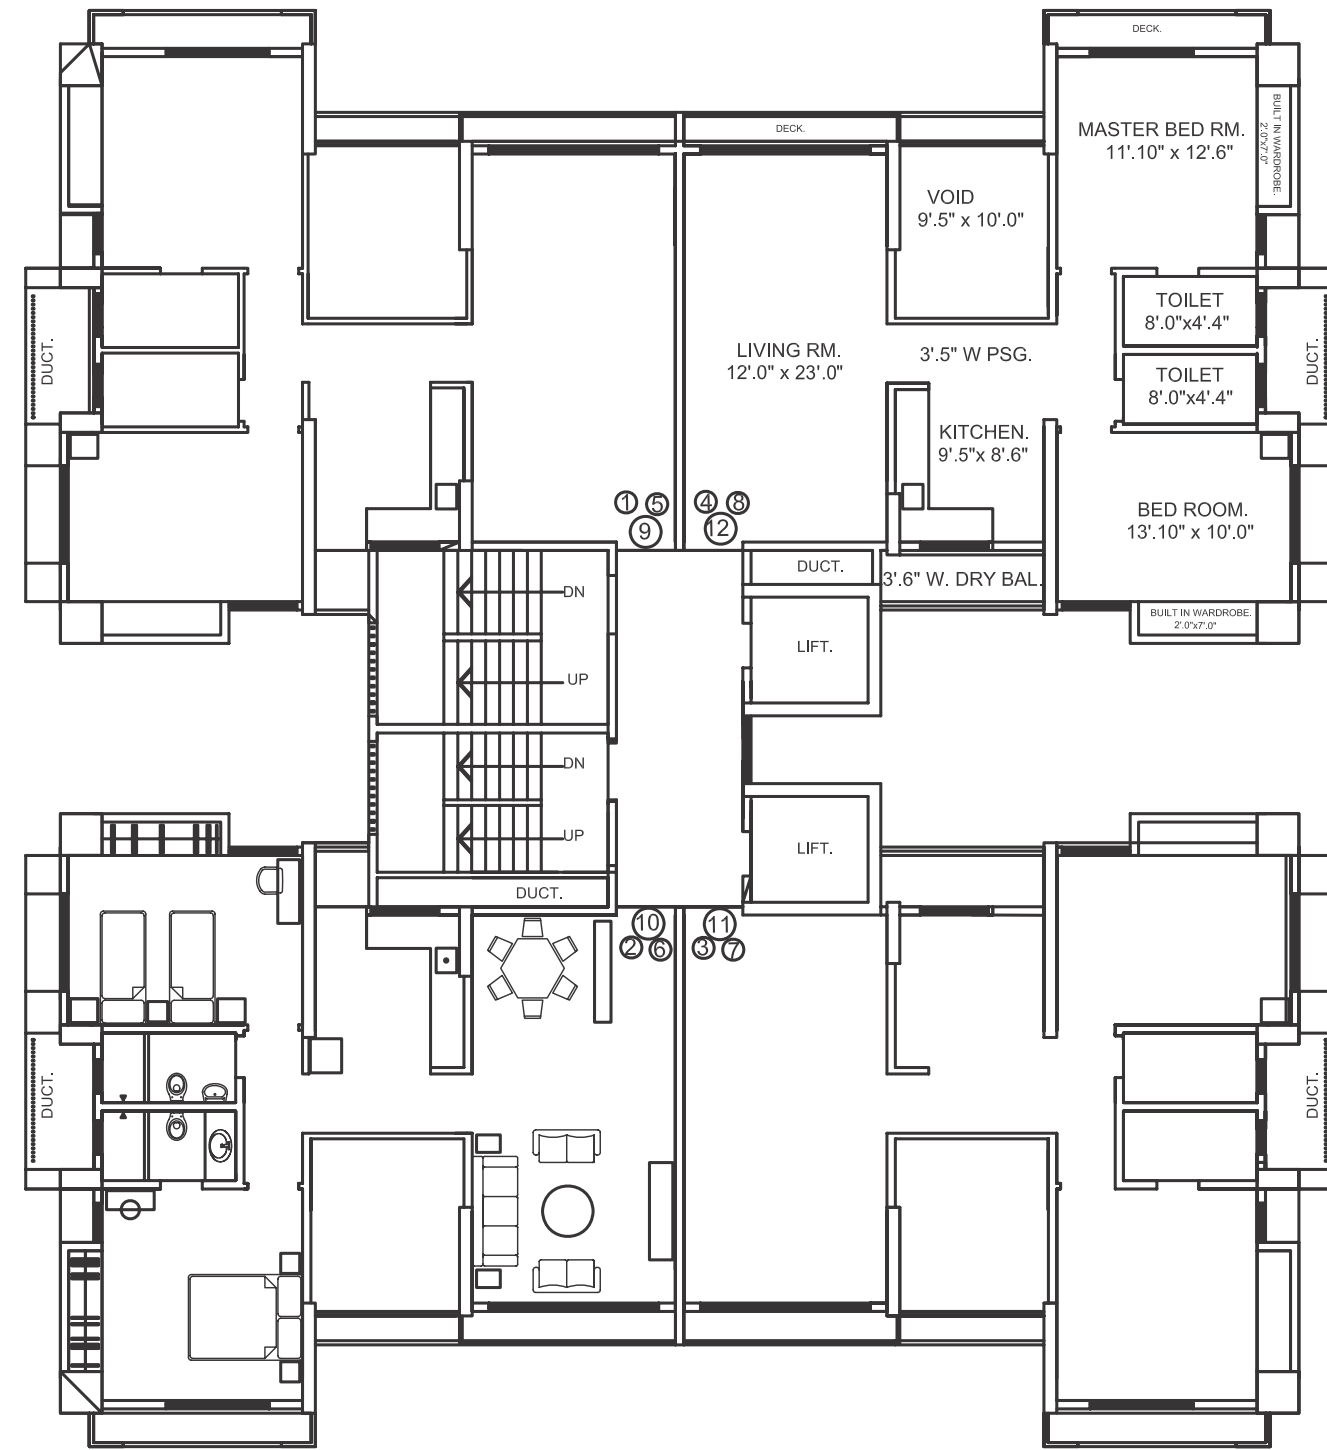 DECK.
DECK.
MASTER BED RM.
11'.10" x 12'.6"
BUILT IN WARDROBE.
2'.0"x7'.0"
VOID
9'.5" x 10'.0"
TOILET
8'.0"x4'.4"
LIVING RM.
12'.0" x 23'.0"
3'.5" W PSG.
DUCT.
DUCT.
TOILET
8'.0"x4'.4"
KITCHEN.
9'.5"x 8'.6"
1
5
9
4
8
12
BED ROOM.
13'.10" x 10'.0"
DUCT.
3'.6" W. DRY BAL.
DN
BUILT IN WARDROBE.
2'.0"x7'.0"
LIFT.
UP
DN
UP
LIFT.
DUCT.
10
2
6
11
3
7
DUCT.
DUCT.